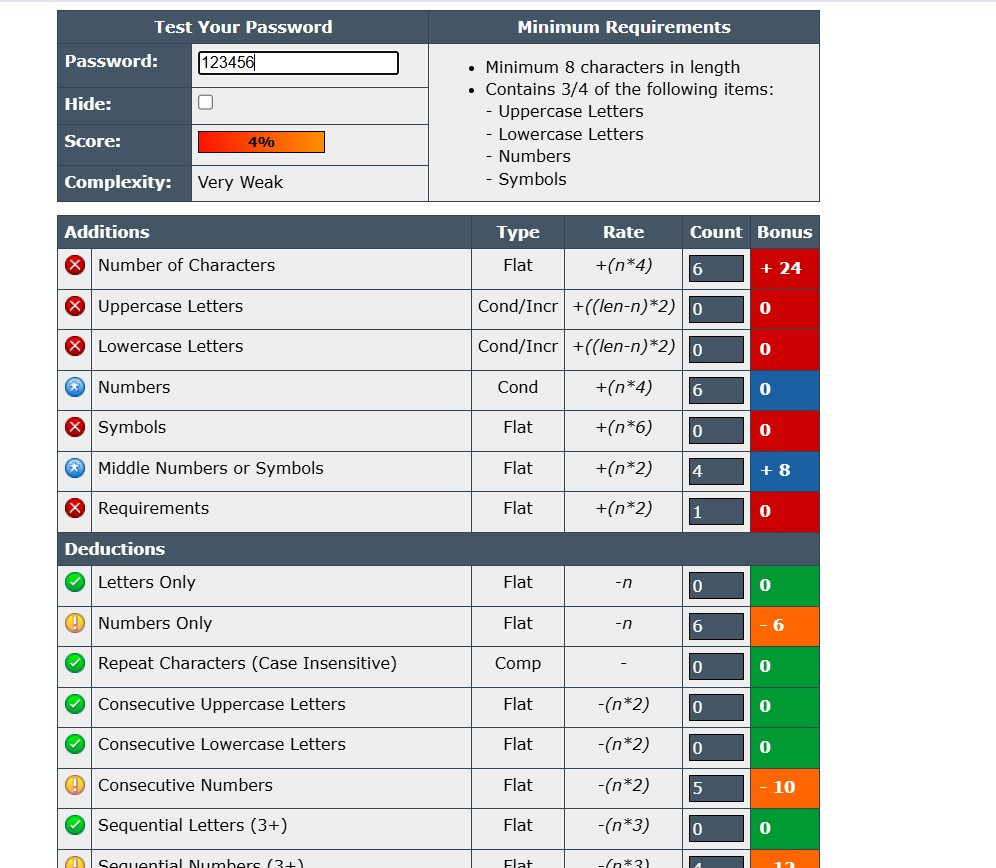 Test Your Password Minimum Requirements
Password: 123456
Hide:
Score: 4%
Complexity: Very Weak
Minimum 8 characters in length
Contains 3/4 of the following items:
- Uppercase Letters
- Lowercase Letters
- Numbers
- Symbols
Additions Type Rate Count Bonus
Number of Characters Flat +(n*4) 6 + 24
Uppercase Letters Cond/Incr +((len-n)*2) 0 0
Lowercase Letters Cond/Incr +((len-n)*2) 0 0
Numbers Cond +(n*4) 6 0
Symbols Flat +(n*6) 0 0
Middle Numbers or Symbols Flat +(n*2) 4 + 8
Requirements Flat +(n*2) 1 0
Deductions
Letters Only Flat -n 0 0
Numbers Only Flat -n 6 - 6
Repeat Characters (Case Insensitive) Comp - 0 0
Consecutive Uppercase Letters Flat -(n*2) 0 0
Consecutive Lowercase Letters Flat -(n*2) 0 0
Consecutive Numbers Flat -(n*2) 5 - 10
Sequential Letters (3+) Flat -(n*3) 0 0
Sequential Numbers (3+) Flat -(n*3) 4 - 12